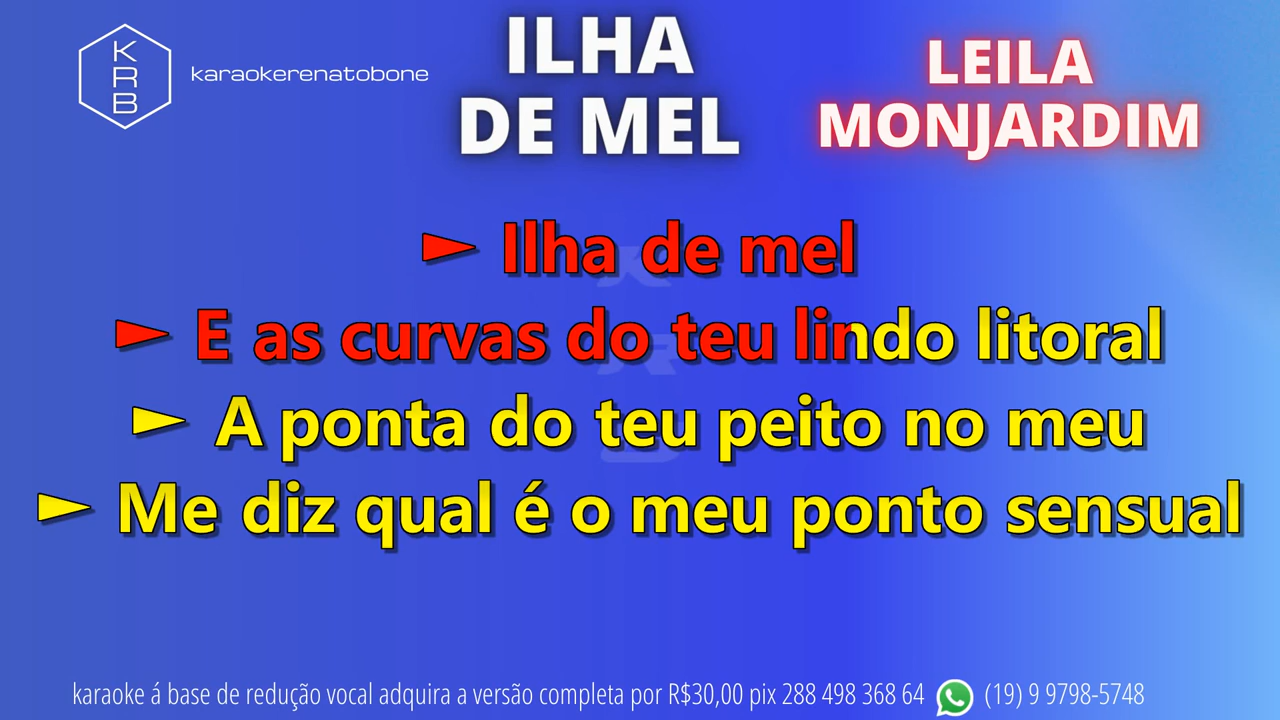 KRB
karaokerenatobone
ILHA
DE MEL
LEILA
MONJARDIM
► Ilha de mel
► E as curvas do teu lindo litoral
► A ponta do teu peito no meu
► Me diz qual é o meu ponto sensual
karaoke á base de redução vocal adquira a versão completa por R$30,00 pix 288 498 368 64 (19) 9 9798-5748